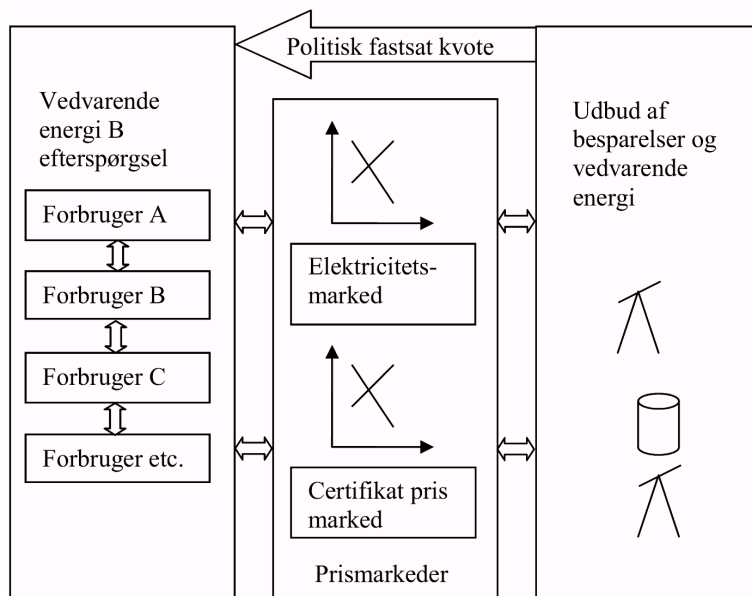 Politisk fastsat kvote
Vedvarende
energi B
efterspørgsel
Forbruger A
Forbruger B
Forbruger C
Forbruger etc.
Elektricitets-
marked
Certifikat pris
marked
Prismarkeder
Udbud af
besparelser og
vedvarende
energi